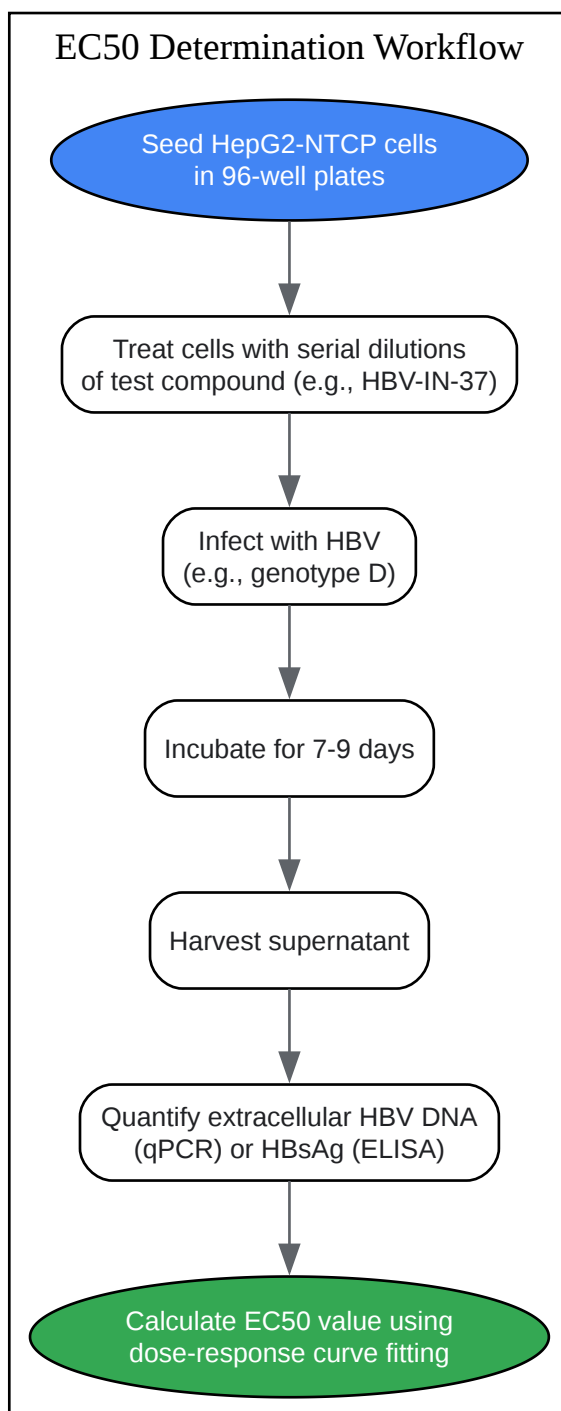 EC50 Determination Workflow
Seed HepG2-NTCP cells
in 96-well plates
Treat cells with serial dilutions
of test compound (e.g., HBV-IN-37)
Infect with HBV
(e.g., genotype D)
Incubate for 7-9 days
Harvest supernatant
Quantify extracellular HBV DNA
(qPCR) or HBsAg (ELISA)
Calculate EC50 value using
dose-response curve fitting